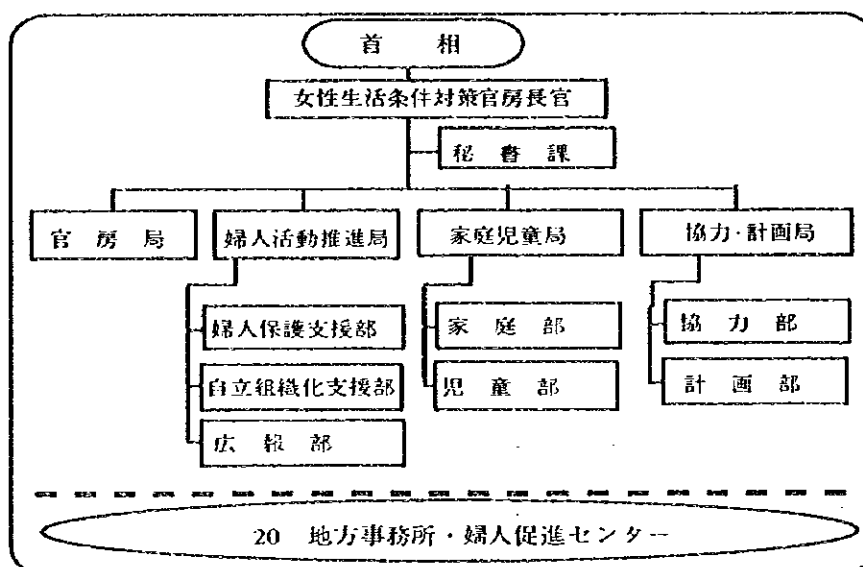 首相
女性生活条件対策官房長官
秘書課
官房局
婦人活動推進局
家庭児童局
協力・計画局
婦人保護支援部
家庭部
協力部
自立組織化支援部
児童部
計画部
広報部
20 地方事務所・婦人促進センター